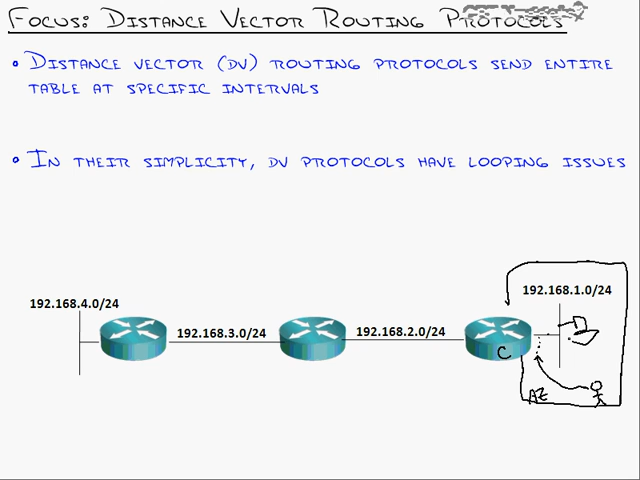 Focus: Distance Vector Routing Protocols
• Distance vector (DV) routing protocols send entire
table at specific intervals
• In their simplicity, DV protocols have looping issues
192.168.4.0/24
192.168.3.0/24
192.168.2.0/24
192.168.1.0/24
C
AZ